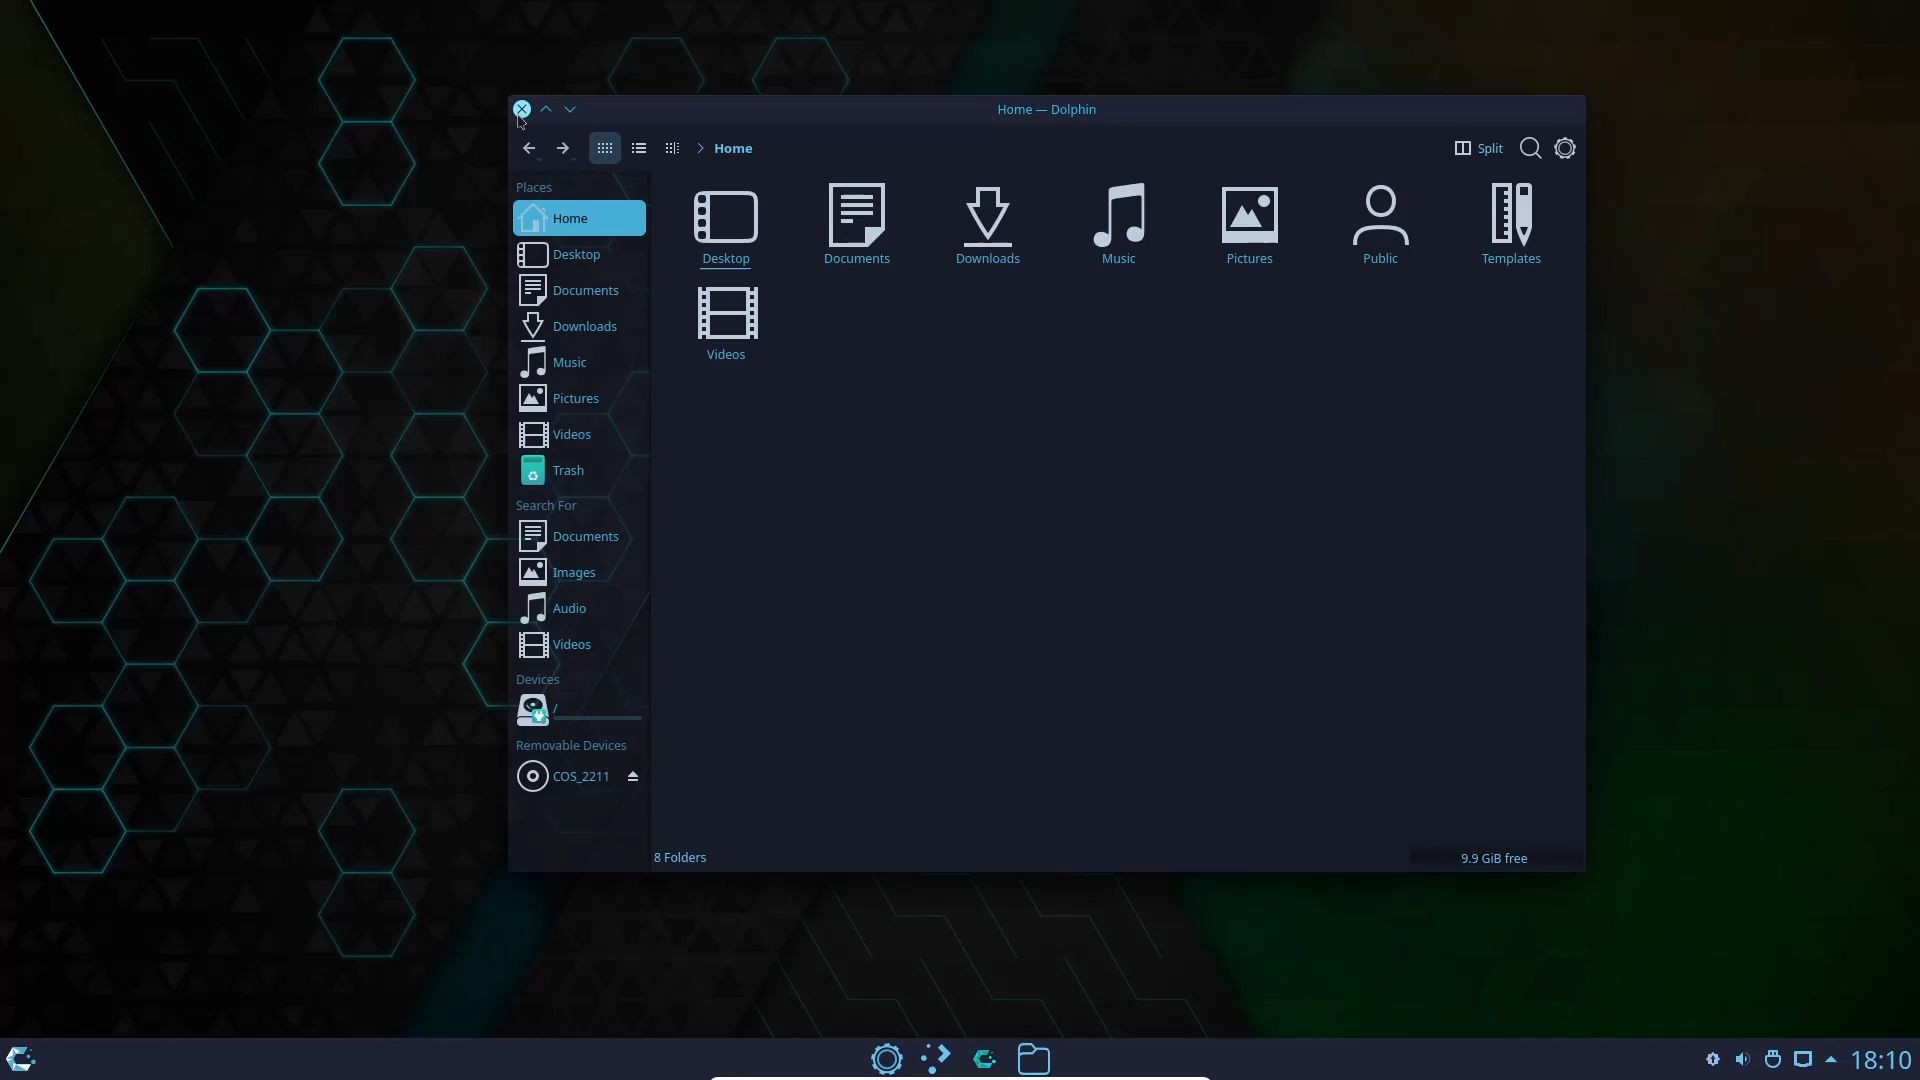 Home — Dolphin
Home
Split
Places
Home
Desktop
Documents
Downloads
Music
Pictures
Videos
Trash
Search For
Documents
Images
Audio
Videos
Devices
/
Removable Devices
COS_2211
Desktop
Documents
Downloads
Music
Pictures
Public
Templates
Videos
8 Folders
9.9 GiB free
18:10